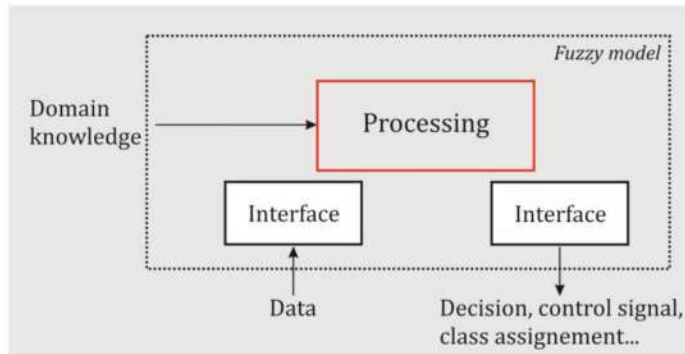 Fuzzy model
Domain
knowledge
Processing
Interface
Interface
Data
Decision, control signal,
class assignement...